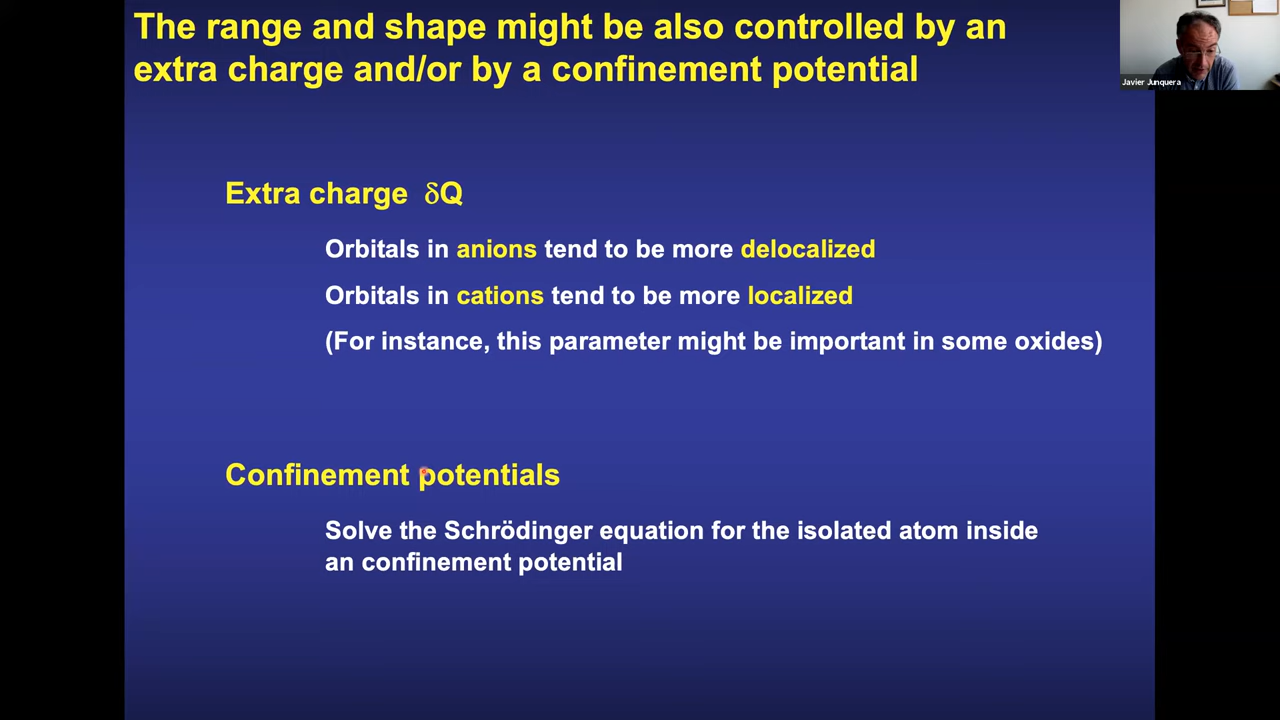 The range and shape might be also controlled by an
extra charge and/or by a confinement potential
Javier Junquera
Extra charge δQ
Orbitals in anions tend to be more delocalized
Orbitals in cations tend to be more localized
(For instance, this parameter might be important in some oxides)
Confinement potentials
Solve the Schrödinger equation for the isolated atom inside
an confinement potential